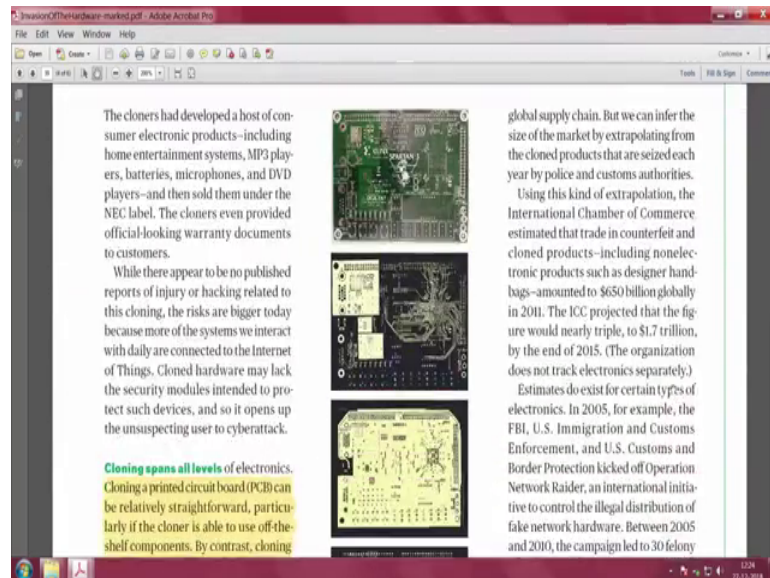 InvasionOfTheHardware-marked.pdf - Adobe Acrobat Pro
File Edit View Window Help
Open Create Customize
Tools Fill & Sign Comment
The cloners had developed a host of con-
sumer electronic products–including
home entertainment systems, MP3 play-
ers, batteries, microphones, and DVD
players–and then sold them under the
NEC label. The cloners even provided
official-looking warranty documents
to customers.
While there appear to be no published
reports of injury or hacking related to
this cloning, the risks are bigger today
because more of the systems we interact
with daily are connected to the Internet
of Things. Cloned hardware may lack
the security modules intended to pro-
tect such devices, and so it opens up
the unsuspecting user to cyberattack.
Cloning spans all levels of electronics.
Cloning a printed circuit board (PCB) can
be relatively straightforward, particu-
larly if the cloner is able to use off-the-
shelf components. By contrast, cloning
SPARTAN 3
global supply chain. But we can infer the
size of the market by extrapolating from
the cloned products that are seized each
year by police and customs authorities.
Using this kind of extrapolation, the
International Chamber of Commerce
estimated that trade in counterfeit and
cloned products–including nonelec-
tronic products such as designer hand-
bags–amounted to $650 billion globally
in 2011. The ICC projected that the fig-
ure would nearly triple, to $1.7 trillion,
by the end of 2015. (The organization
does not track electronics separately.)
Estimates do exist for certain types of
electronics. In 2005, for example, the
FBI, U.S. Immigration and Customs
Enforcement, and U.S. Customs and
Border Protection kicked off Operation
Network Raider, an international initia-
tive to control the illegal distribution of
fake network hardware. Between 2005
and 2010, the campaign led to 30 felony
12:24